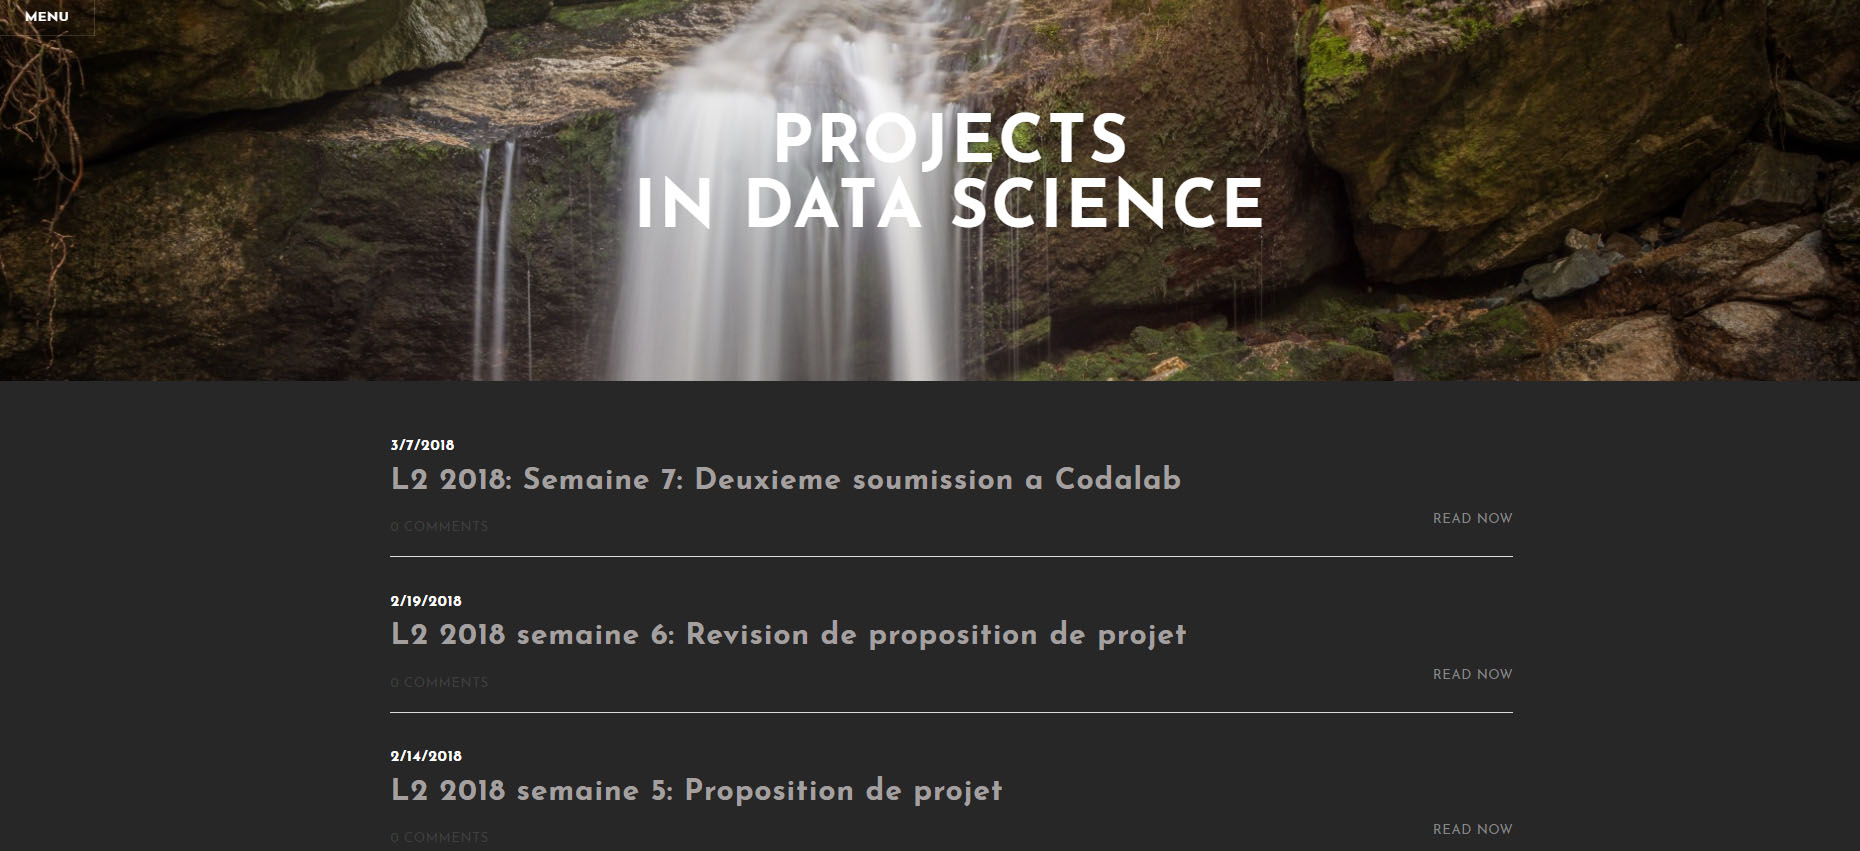 MENU
PROJECTS
IN DATA SCIENCE
3/7/2018
L2 2018: Semaine 7: Deuxieme soumission a Codalab
0 COMMENTS
READ NOW
2/19/2018
L2 2018 semaine 6: Revision de proposition de projet
0 COMMENTS
READ NOW
2/14/2018
L2 2018 semaine 5: Proposition de projet
0 COMMENTS
READ NOW